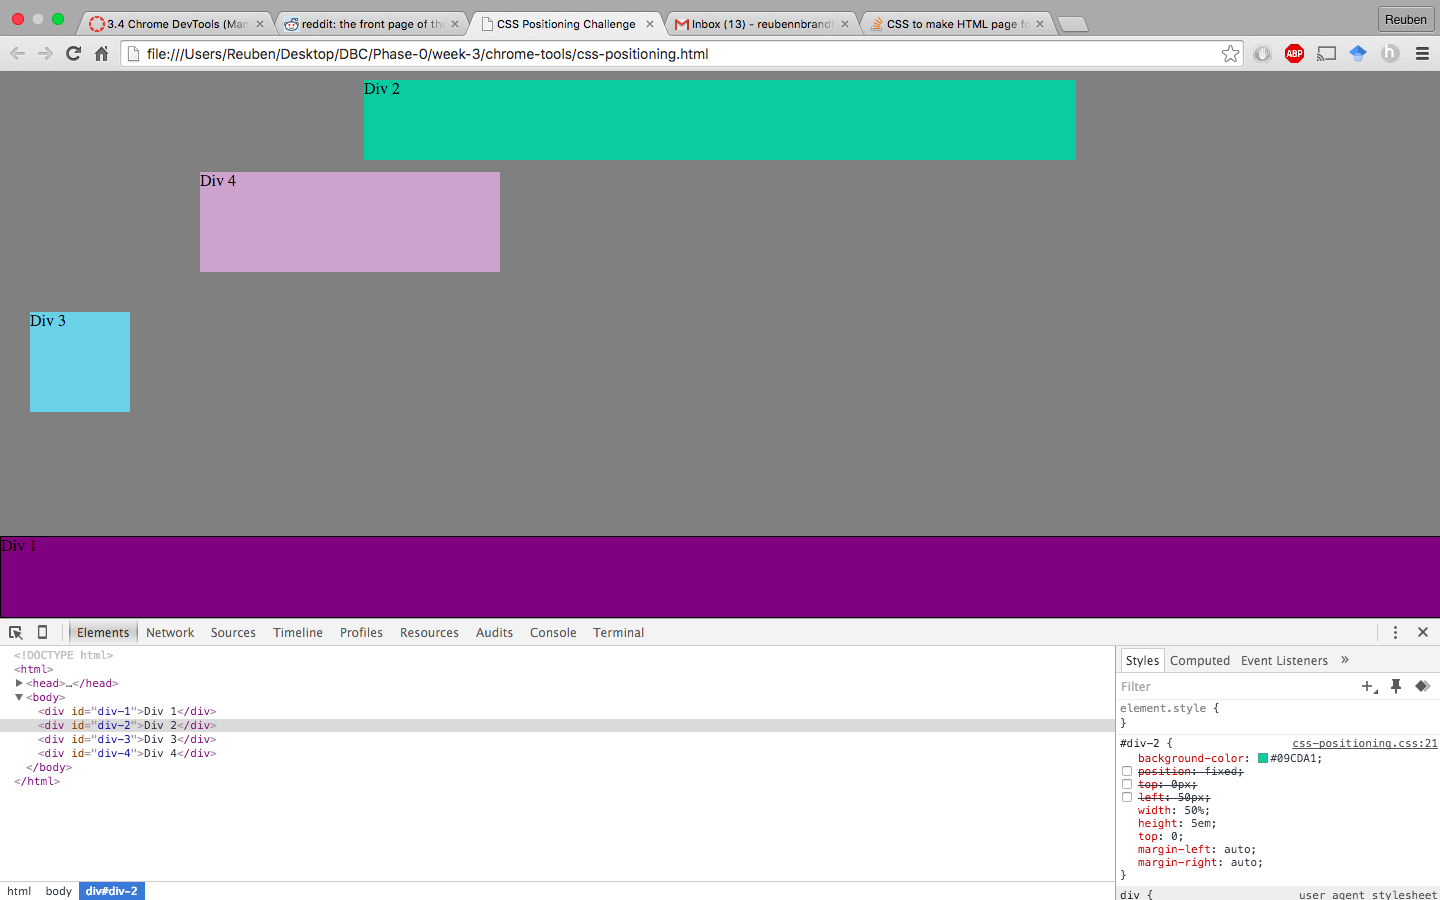 3.4 Chrome DevTools (Man
reddit: the front page of the
CSS Positioning Challenge
Inbox (13) - reubennbrandt
CSS to make HTML page fo
Reuben
file:///Users/Reuben/Desktop/DBC/Phase-0/week-3/chrome-tools/css-positioning.html
ABP
h
Div 2
Div 4
Div 3
Div 1
Elements Network Sources Timeline Profiles Resources Audits Console Terminal
<!DOCTYPE html>
<html>
<head>…</head>
<body>
<div id="div-1">Div 1</div>
<div id="div-2">Div 2</div>
<div id="div-3">Div 3</div>
<div id="div-4">Div 4</div>
</body>
</html>
html body div#div-2
Styles Computed Event Listeners »
Filter
element.style {
}
#div-2 { css-positioning.css:21
background-color: #09CDA1;
position: fixed;
top: 0px;
left: 50px;
width: 50%;
height: 5em;
top: 0;
margin-left: auto;
margin-right: auto;
}
div { user agent stylesheet